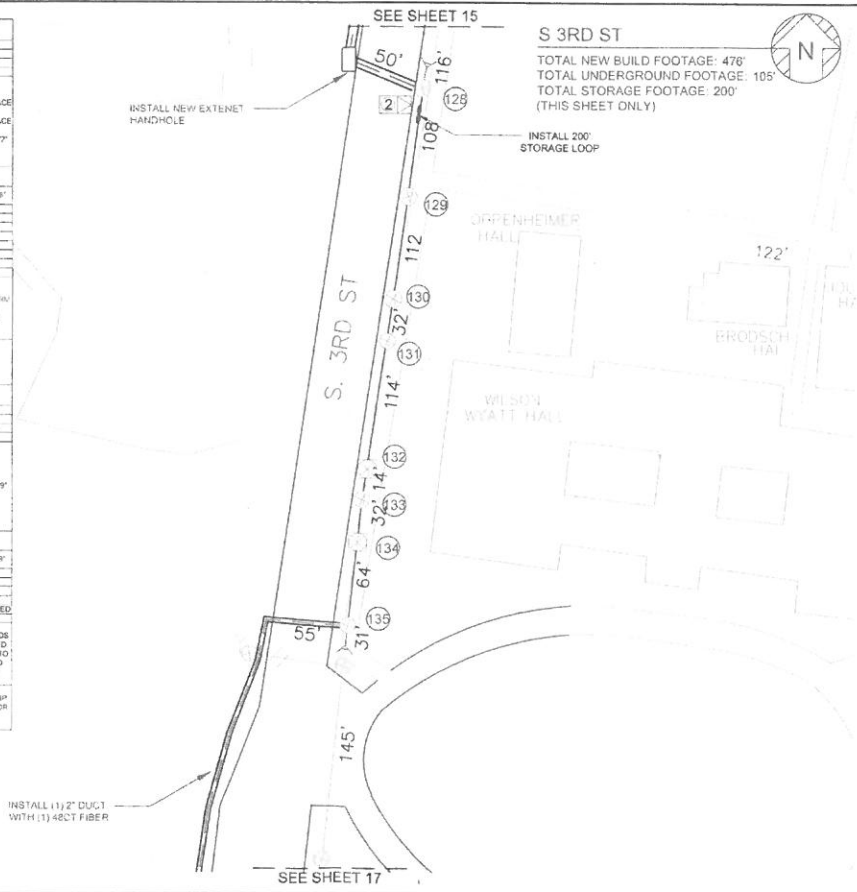 SEE SHEET 15
S 3RD ST
N
TOTAL NEW BUILD FOOTAGE: 476'
TOTAL UNDERGROUND FOOTAGE: 105'
TOTAL STORAGE FOOTAGE: 200'
(THIS SHEET ONLY)
INSTALL NEW EXTENET
HANDHOLE
50'
116'
2
128
INSTALL 200'
STORAGE LOOP
108'
129
OPPENHEIMER
HALL
112
122'
130
32'
131
S. 3RD ST
BRODSCH
HAL
114'
WILSON
WYATT HALL
132
14'
133
32'
134
64'
135
55'
31'
145'
INSTALL (1) 2" DUCT
WITH (1) 48CT FIBER
SEE SHEET 17